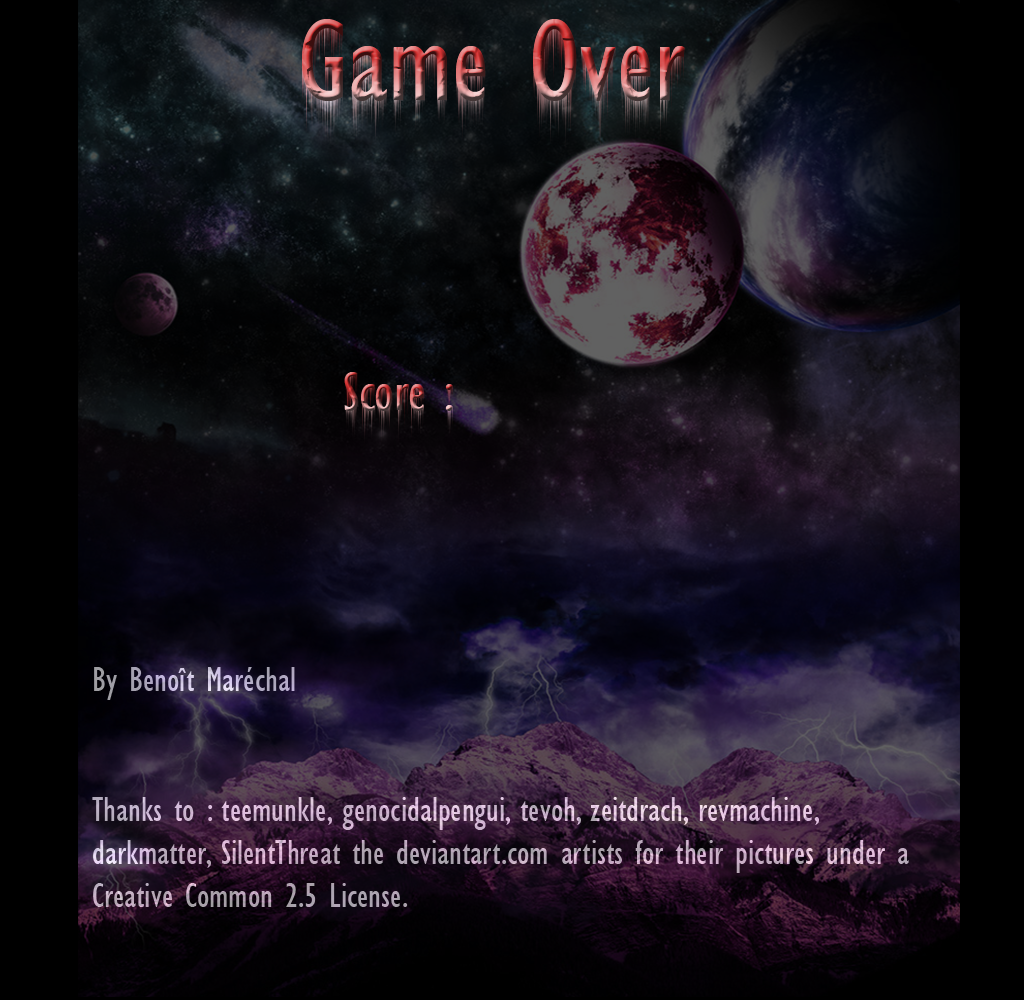 Game Over
Score :
By Benoît Maréchal
Thanks to : teemunkle, genocidalpengui, tevoh, zeitdrach, revmachine,
darkmatter, SilentThreat the deviantart.com artists for their pictures under a
Creative Common 2.5 License.